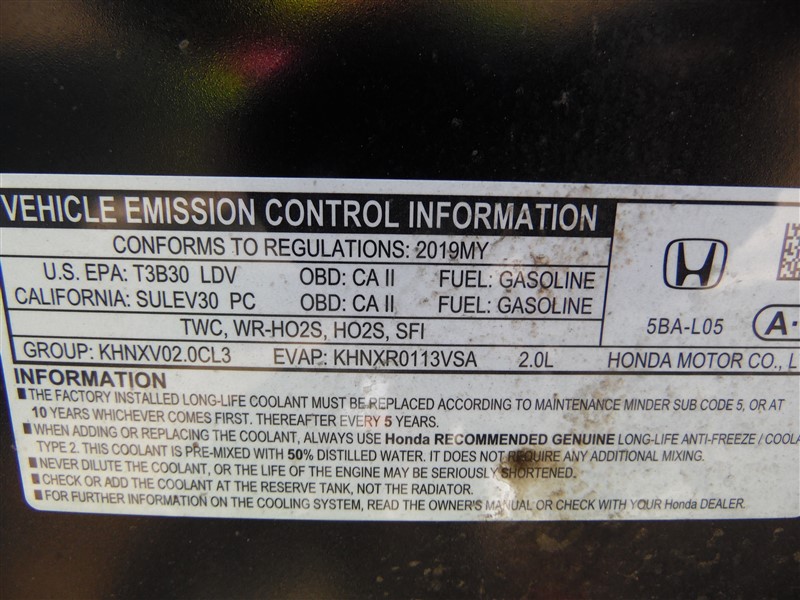 VEHICLE EMISSION CONTROL INFORMATION
CONFORMS TO REGULATIONS: 2019MY
U.S. EPA: T3B30 LDV OBD: CA II FUEL: GASOLINE
CALIFORNIA: SULEV30 PC OBD: CA II FUEL: GASOLINE
TWC, WR-HO2S, HO2S, SFI
5BA-L05 A-
GROUP: KHNXV02.0CL3 EVAP: KHNXR0113VSA 2.0L HONDA MOTOR CO., L
INFORMATION
■THE FACTORY INSTALLED LONG-LIFE COOLANT MUST BE REPLACED ACCORDING TO MAINTENANCE MINDER SUB CODE 5, OR AT
10 YEARS WHICHEVER COMES FIRST. THEREAFTER EVERY 5 YEARS.
■WHEN ADDING OR REPLACING THE COOLANT, ALWAYS USE Honda RECOMMENDED GENUINE LONG-LIFE ANTI-FREEZE / COOLA
TYPE 2. THIS COOLANT IS PRE-MIXED WITH 50% DISTILLED WATER. IT DOES NOT REQUIRE ANY ADDITIONAL MIXING.
■NEVER DILUTE THE COOLANT, OR THE LIFE OF THE ENGINE MAY BE SERIOUSLY SHORTENED.
■CHECK OR ADD THE COOLANT AT THE RESERVE TANK, NOT THE RADIATOR.
■FOR FURTHER INFORMATION ON THE COOLING SYSTEM, READ THE OWNER'S MANUAL OR CHECK WITH YOUR Honda DEALER.